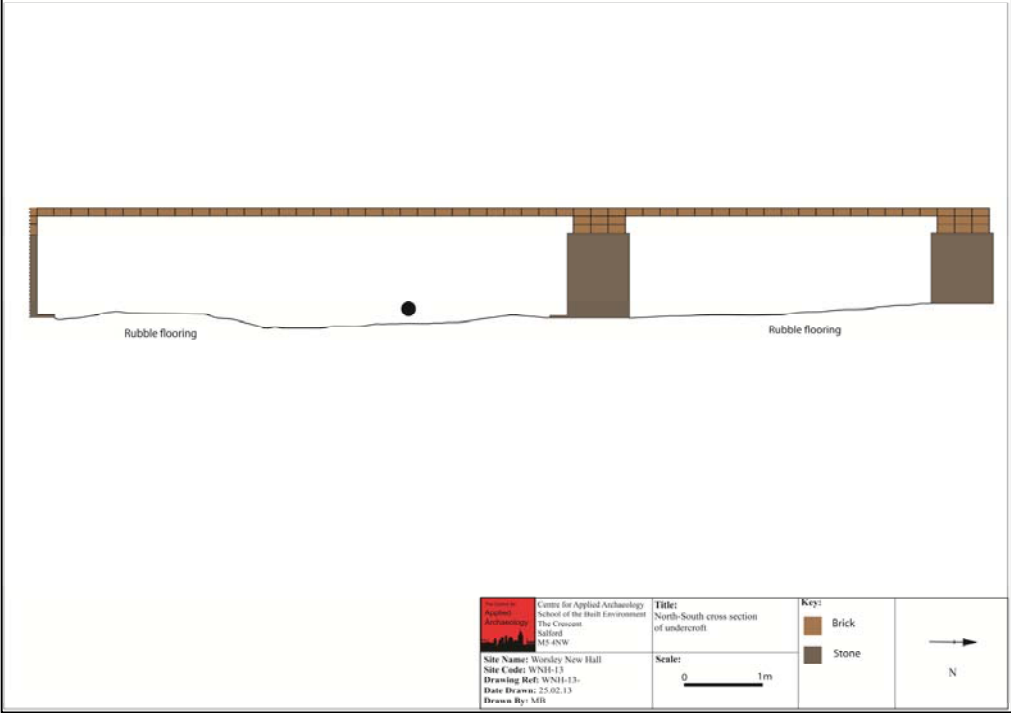 Rubble flooring
Rubble flooring
The Centre for
Applied
Archaeology
Centre for Applied Archaeology
School of the Built Environment
The Crescent
Salford
M5 4NW
Title:
North-South cross section
of undercroft
Key:
Brick
Stone
N
Site Name: Worsley New Hall
Site Code: WNH-13
Drawing Ref: WNH-13-
Date Drawn: 25.02.13
Drawn By: MB
Scale:
0 1m